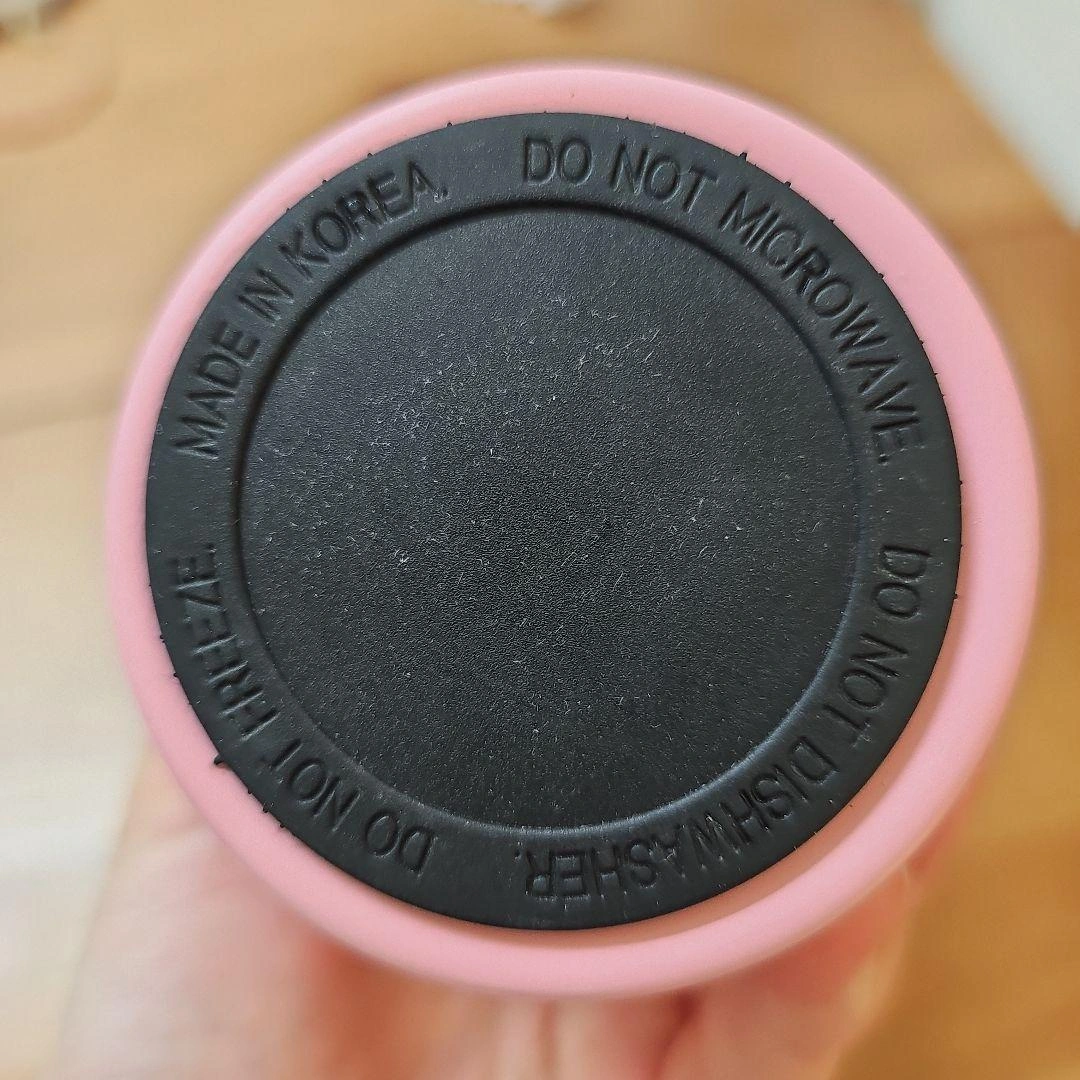 DO NOT MICROWAVE.
DO NOT DISHWASHER.
DO NOT FREEZE.
MADE IN KOREA.